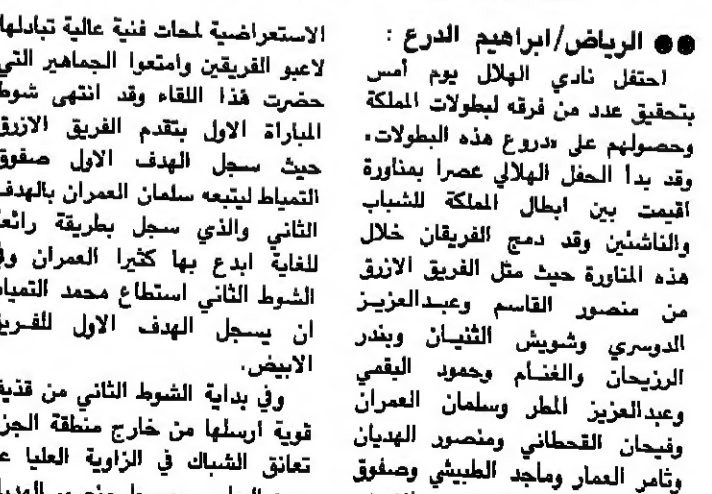 ●● الرياض/ابراهيم الدرع :
احتفل نادي الهلال يوم أمس
بتحقيق عدد من فرقه لبطولات المملكة
وحصولهم على «دروع هذه البطولات»
وقد بدأ الحفل الهلالي عصرا بمناورة
اقيمت بين ابطال المملكة للشباب
والناشئين وقد دمج الفريقان خلال
هذه المناورة حيث مثل الفريق الازرق
من منصور القاسم وعبدالعزيز
الدوسري وشويش الثنيان وبندر
الرزيحان والغنام وحمود البقمي
وعبدالعزيز المطر وسلمان العمران
وفيحان القحطاني ومنصور الهديان
وثامر العمار وماجد الطبيشي وصفوق
الاستعراضية لمحات فنية عالية تبادلها
لاعبو الفريقين وامتعوا الجماهير التي
حضرت هذا اللقاء وقد انتهى شوط
المباراة الاول بتقدم الفريق الازرق
حيث سجل الهدف الاول صفوق
التمياط ليتبعه سلمان العمران بالهدف
الثاني والذي سجل بطريقة رائعة
للغاية ابدع بها كثيرا العمران وفي
الشوط الثاني استطاع محمد التمياط
ان يسجل الهدف الاول للفريق
الابيض.
وفي بداية الشوط الثاني من قذيفة
قوية ارسلها من خارج منطقة الجزاء
تعانق الشباك في الزاوية العليا